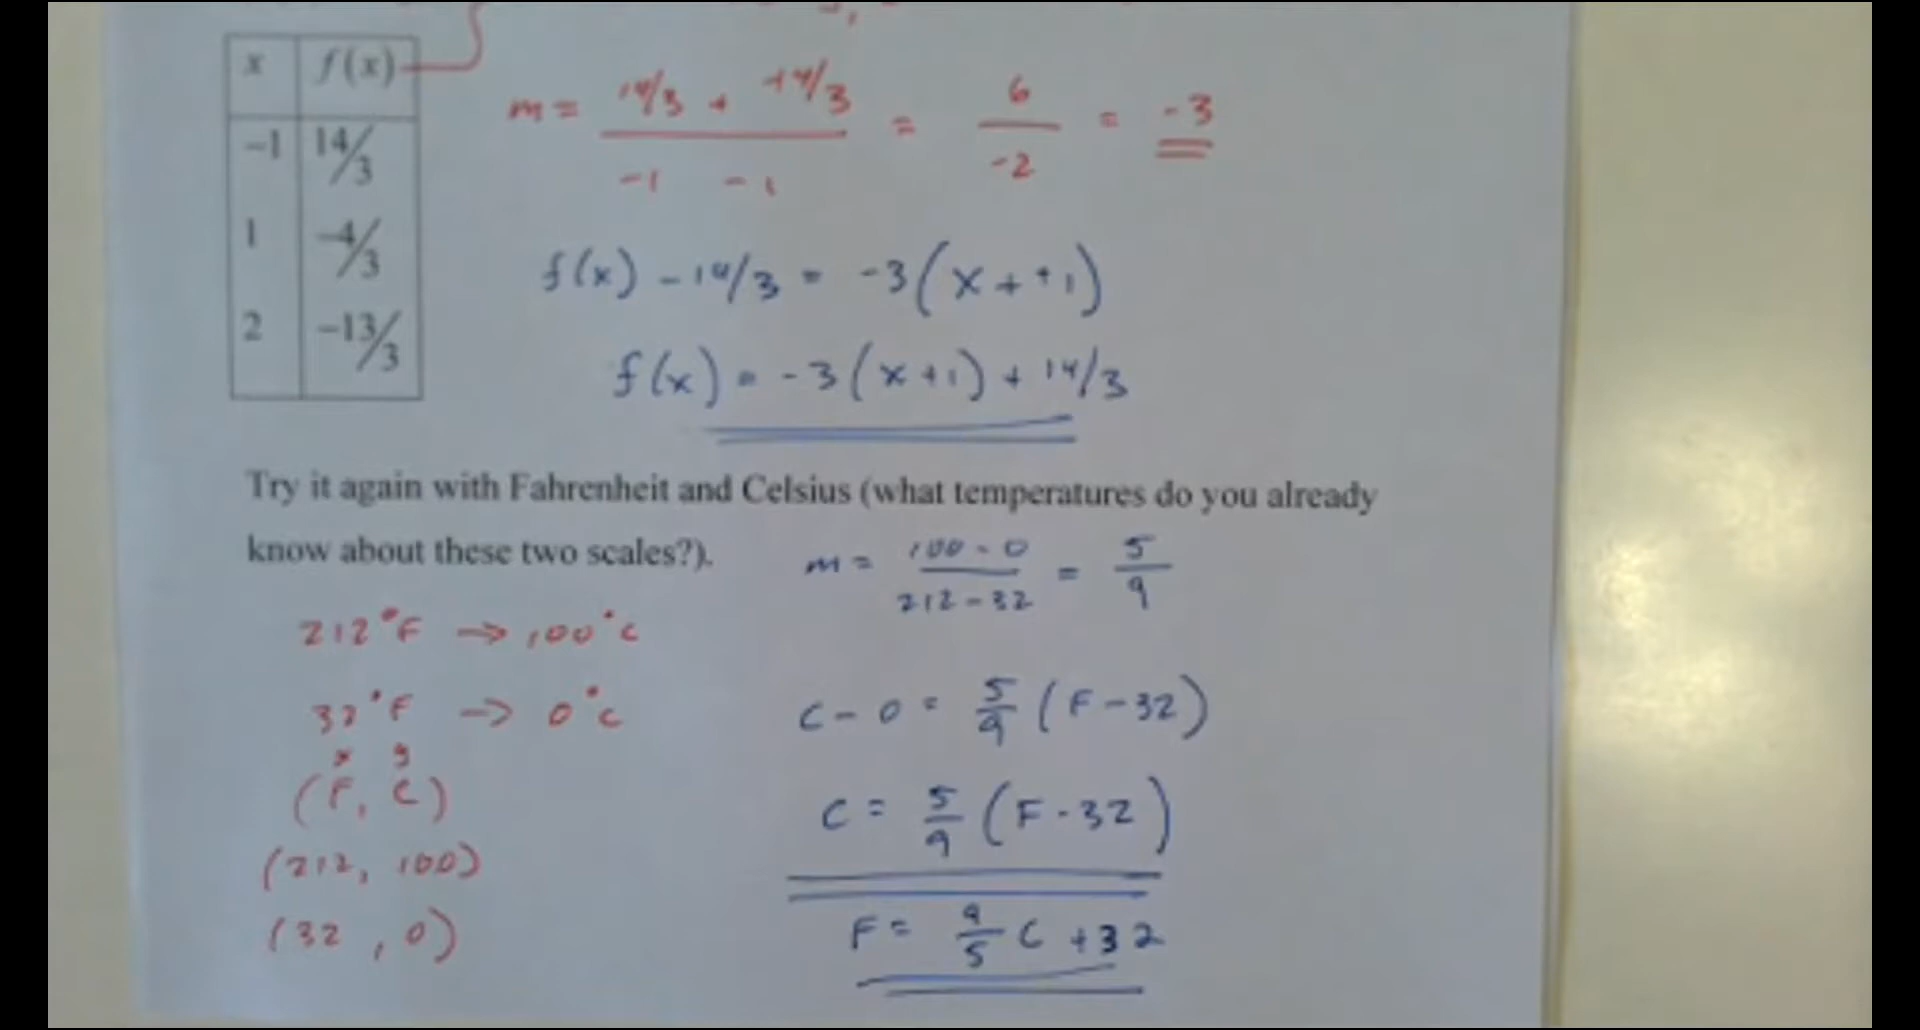 x f(x)
-1 14/3
1 -4/3
2 -13/3
m = 14/3 + +4/3 / -1 -1 = 6/-2 = -3
f(x) - 14/3 = -3(x + +1)
f(x) = -3(x+1) + 14/3
Try it again with Fahrenheit and Celsius (what temperatures do you already
know about these two scales?).
m = 100-0 / 212-32 = 5/9
212°F → 100°C
32°F → 0°C
x y
(F, C)
(212, 100)
(32, 0)
C - 0 = 5/9 (F-32)
C = 5/9 (F-32)
F = 9/5 C +32